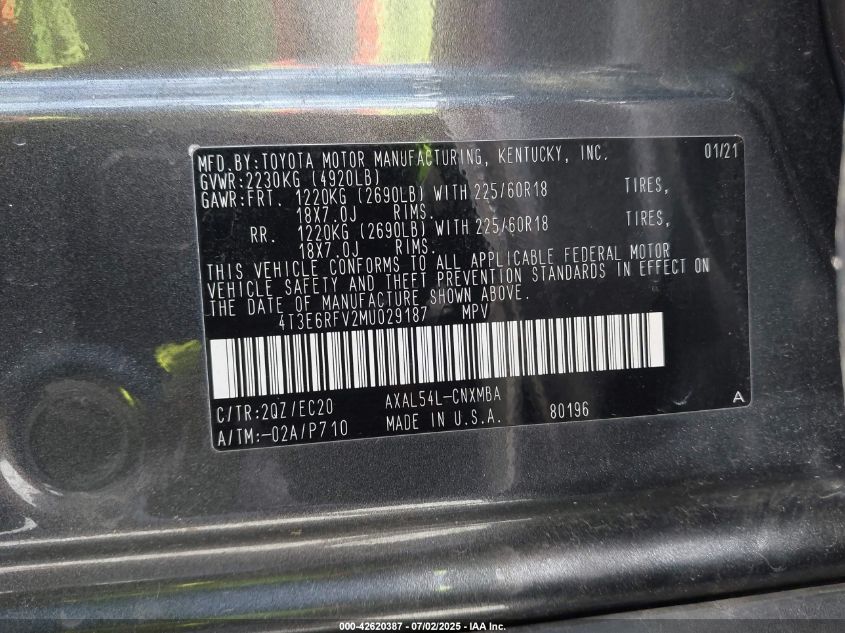 MFD.BY:TOYOTA MOTOR MANUFACTURING, KENTUCKY, INC. 01/21
GVWR:2230KG (4920LB)
GAWR:FRT. 1220KG (2690LB) WITH 225/60R18 TIRES,
18X7.0J RIMS.
RR. 1220KG (2690LB) WITH 225/60R18 TIRES,
18X7.0J RIMS.
THIS VEHICLE CONFORMS TO ALL APPLICABLE FEDERAL MOTOR
VEHICLE SAFETY AND THEFT PREVENTION STANDARDS IN EFFECT ON
THE DATE OF MANUFACTURE SHOWN ABOVE.
4T3E6RFV2MU029187 MPV
C/TR:2QZ/EC20 AXAL54L-CNXMBA
A/TM:-02A/P710 MADE IN U.S.A. 80196 A
000-42620387 - 07/02/2025 - IAA Inc.